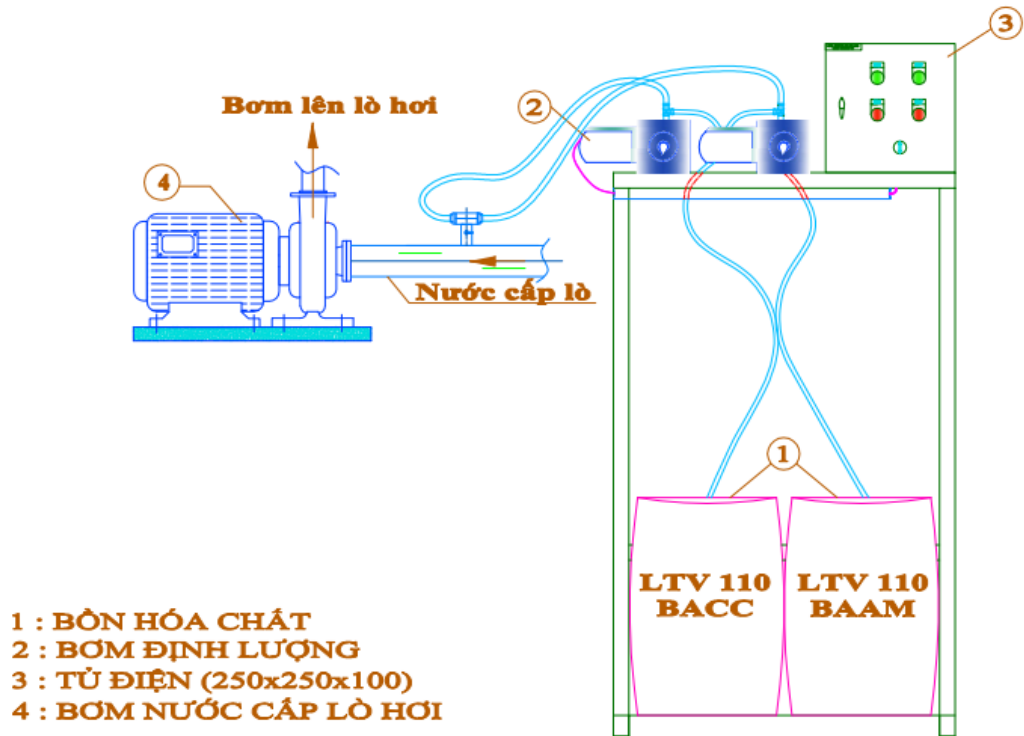 3
Bơm lên lò hơi
2
4
Nước cấp lò
1
LTV 110
BACC
LTV 110
BAAM
1 : BỒN HÓA CHẤT
2 : BƠM ĐỊNH LƯỢNG
3 : TỦ ĐIỆN (250x250x100)
4 : BƠM NƯỚC CẤP LÒ HƠI